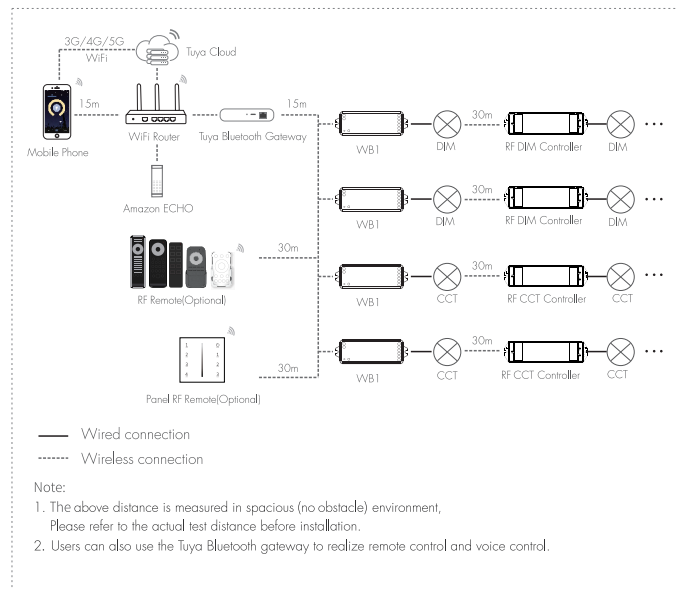 3G/4G/5G
WiFi
Tuya Cloud
15m
15m
Mobile Phone
WiFi Router
Tuya Bluetooth Gateway
Amazon ECHO
WB1
DIM
30m
RF DIM Controller
DIM
...
WB1
DIM
30m
RF DIM Controller
DIM
...
30m
RF Remote(Optional)
WB1
CCT
30m
RF CCT Controller
CCT
...
1 0
2 1
3 2
4 3
30m
Panel RF Remote(Optional)
WB1
CCT
30m
RF CCT Controller
CCT
...
Wired connection
Wireless connection
Note:
1. The above distance is measured in spacious (no obstacle) environment,
Please refer to the actual test distance before installation.
2. Users can also use the Tuya Bluetooth gateway to realize remote control and voice control.